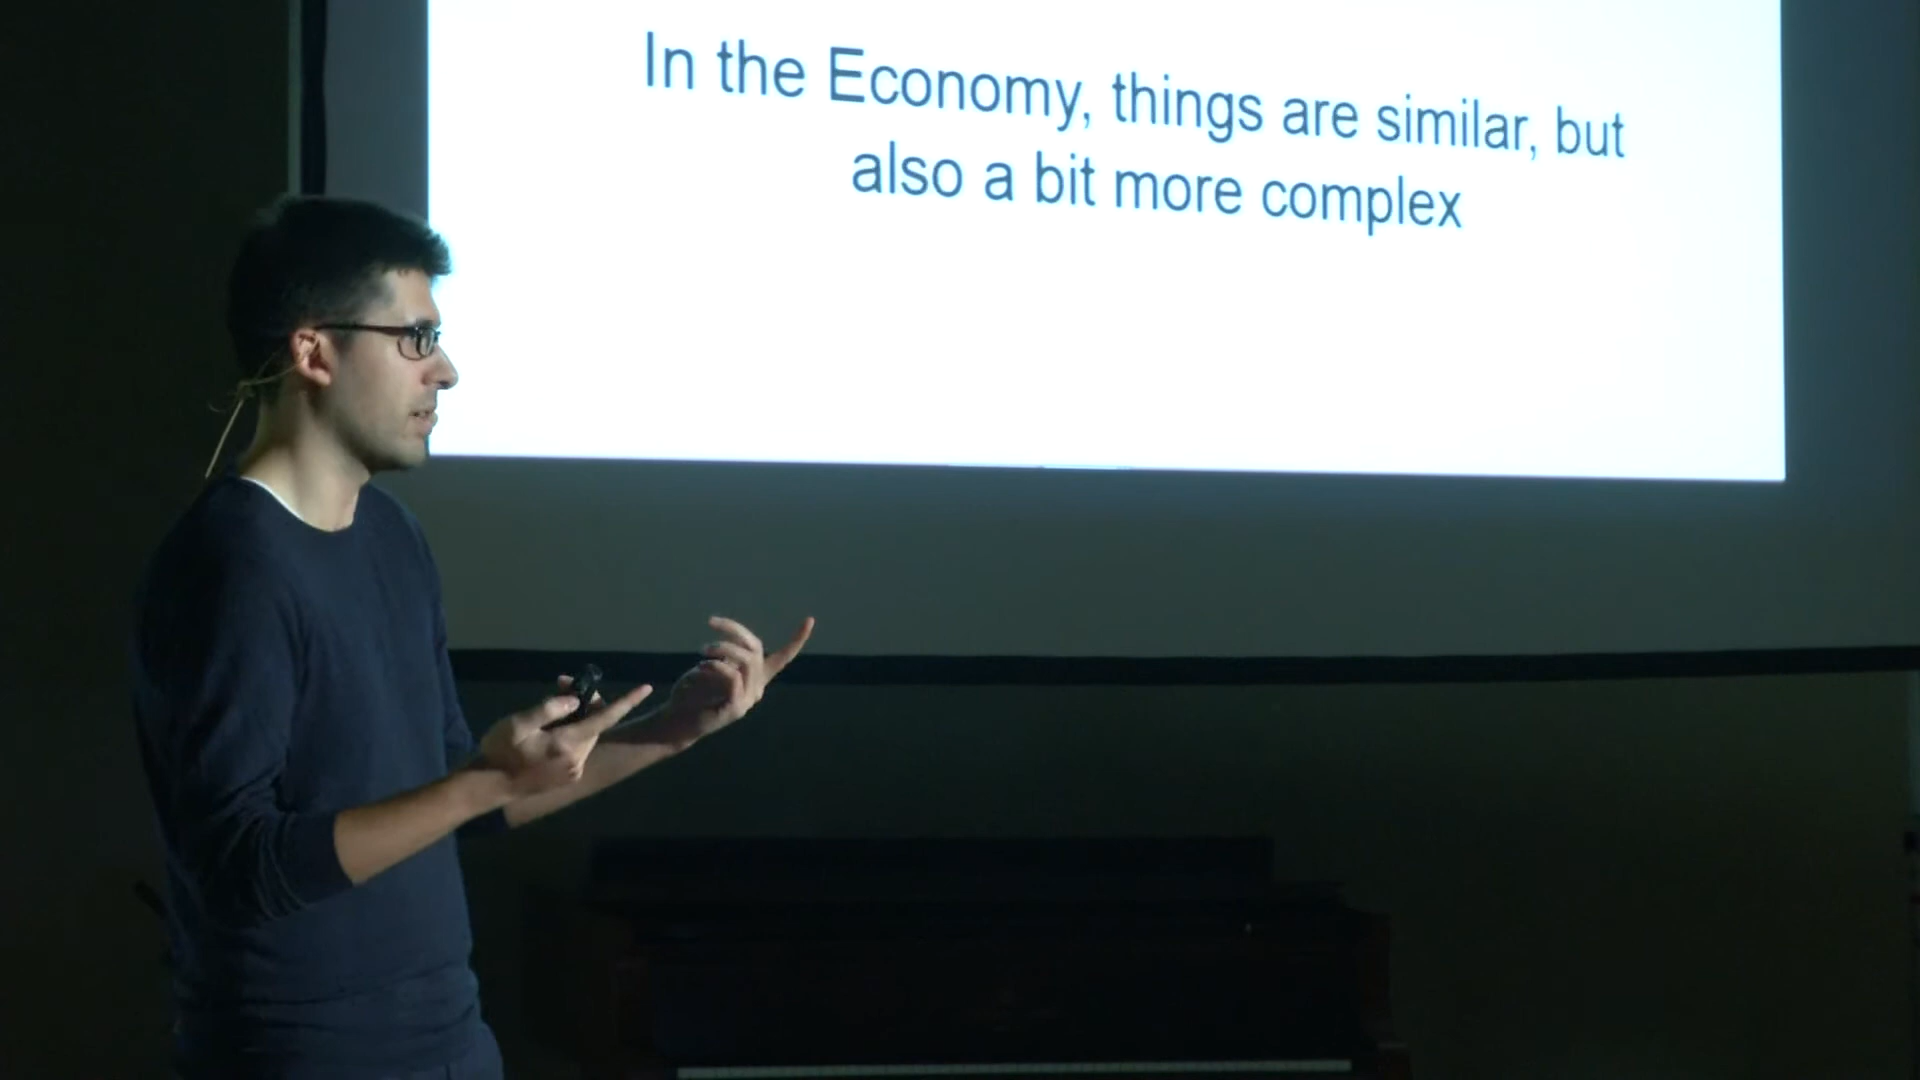 In the Economy, things are similar, but
also a bit more complex